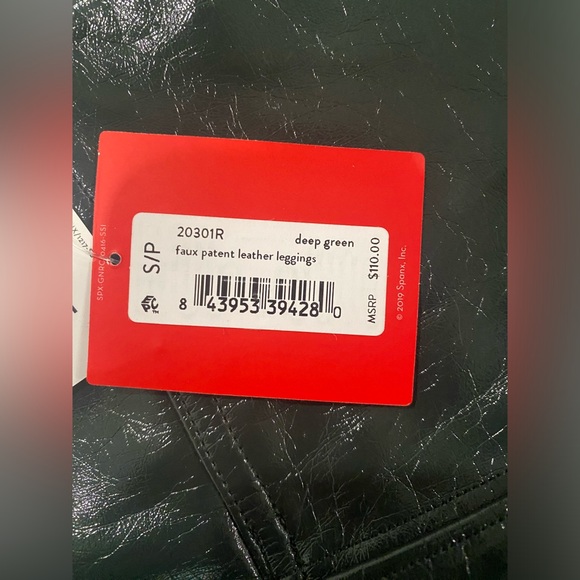 20301R
deep green
faux patent leather leggings
S/P
8 43953 39428 0
MSRP $110.00
© 2019 Spanx, Inc.